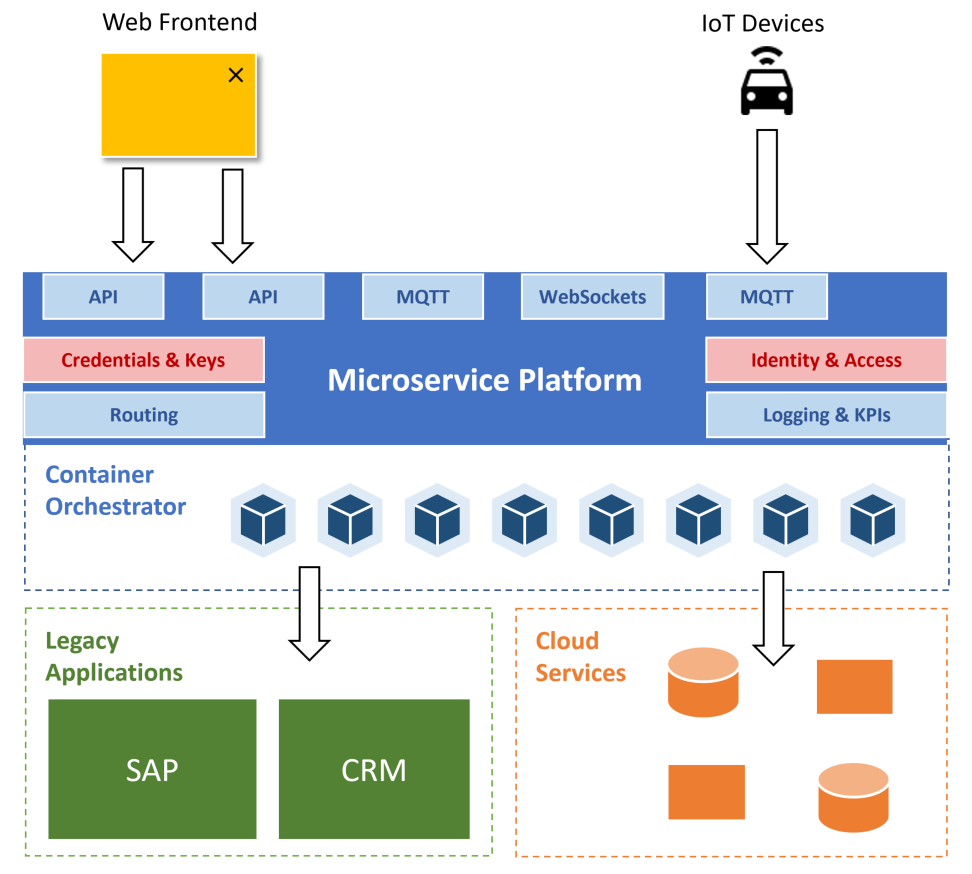 Web Frontend
IoT Devices
API
API
MQTT
WebSockets
MQTT
Credentials & Keys
Identity & Access
Microservice Platform
Routing
Logging & KPIs
Container
Orchestrator
Legacy
Applications
Cloud
Services
SAP
CRM